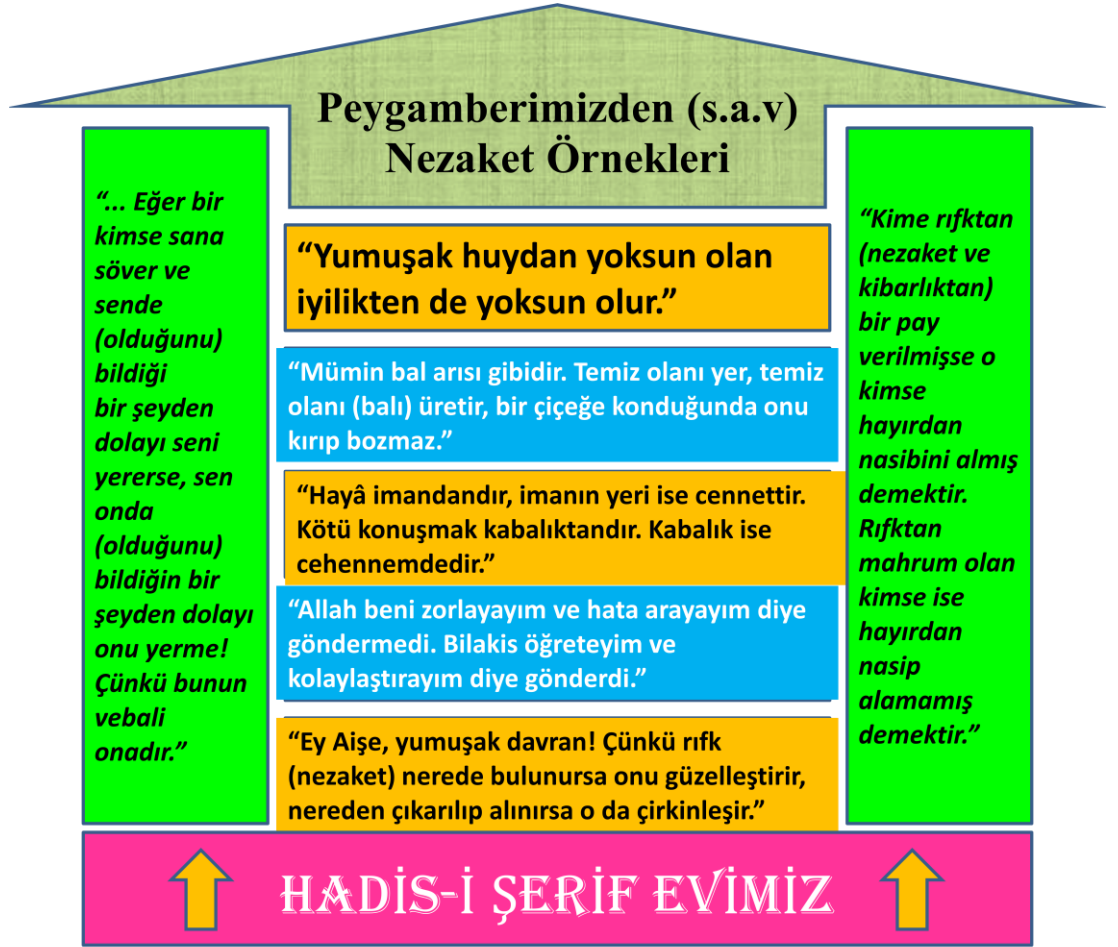 Peygamberimizden (s.a.v)
Nezaket Örnekleri
“... Eğer bir
kimse sana
söver ve
sende
(olduğunu)
bildiği
bir şeyden
dolayı seni
yererse, sen
onda
(olduğunu)
bildiğin bir
şeyden dolayı
onu yerme!
Çünkü bunun
vebali
onadır.”
“Yumuşak huydan yoksun olan
iyilikten de yoksun olur.”
“Mümin bal arısı gibidir. Temiz olanı yer, temiz
olanı (balı) üretir, bir çiçeğe konduğunda onu
kırıp bozmaz.”
“Hayâ imandandır, imanın yeri ise cennettir.
Kötü konuşmak kabalıktandır. Kabalık ise
cehennemdedir.”
“Allah beni zorlayayım ve hata arayayım diye
göndermedi. Bilakis öğreteyim ve
kolaylaştırayım diye gönderdi.”
“Ey Aişe, yumuşak davran! Çünkü rıfk
(nezaket) nerede bulunursa onu güzelleştirir,
nereden çıkarılıp alınırsa o da çirkinleşir.”
“Kime rıfktan
(nezaket ve
kibarlıktan)
bir pay
verilmişse o
kimse
hayırdan
nasibini almış
demektir.
Rıfktan
mahrum olan
kimse ise
hayırdan
nasip
alamamış
demektir.”
HADİS-İ ŞERİF EVİMİZ